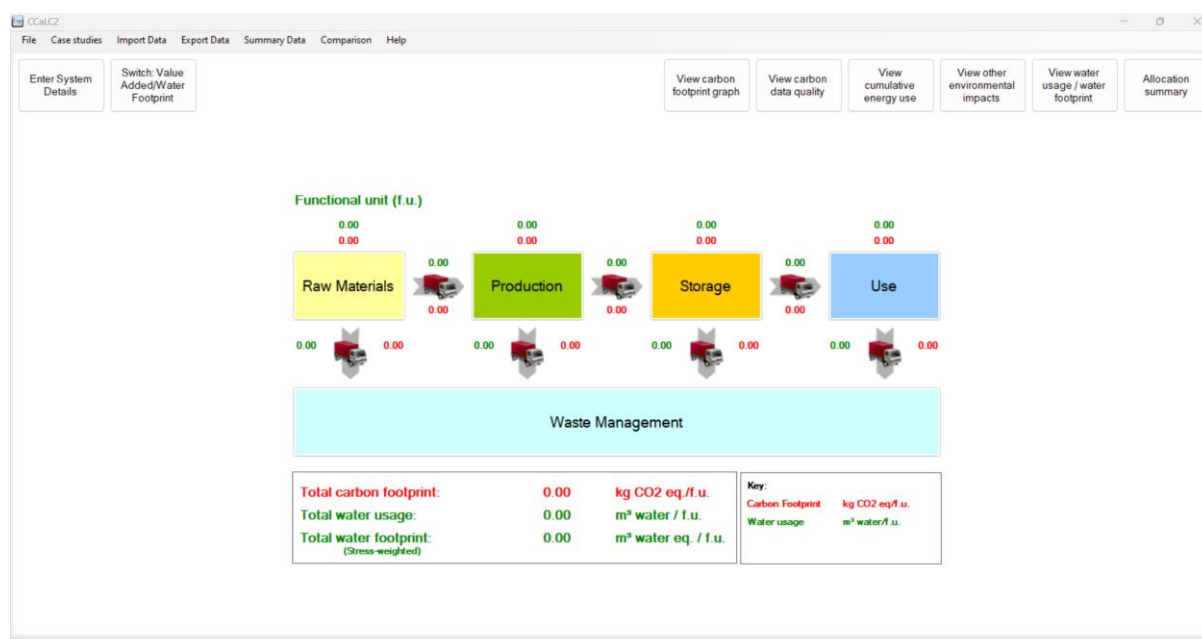 CCaLC2
File Case studies Import Data Export Data Summary Data Comparison Help
Enter System
Details
Switch: Value
Added/Water
Footprint
View carbon
footprint graph
View carbon
data quality
View
cumulative
energy use
View other
environmental
impacts
View water
usage / water
footprint
Allocation
summary
Functional unit (f.u.)
0.00 0.00 0.00 0.00
0.00 0.00 0.00 0.00
0.00 0.00 0.00
Raw Materials Production Storage Use
0.00 0.00 0.00
0.00 0.00 0.00 0.00 0.00 0.00 0.00 0.00
Waste Management
Total carbon footprint: 0.00 kg CO2 eq./f.u.
Total water usage: 0.00 m³ water / f.u.
Total water footprint: 0.00 m³ water eq. / f.u.
(Stress-weighted)
Key:
Carbon Footprint kg CO2 eq/f.u.
Water usage m³ water/f.u.